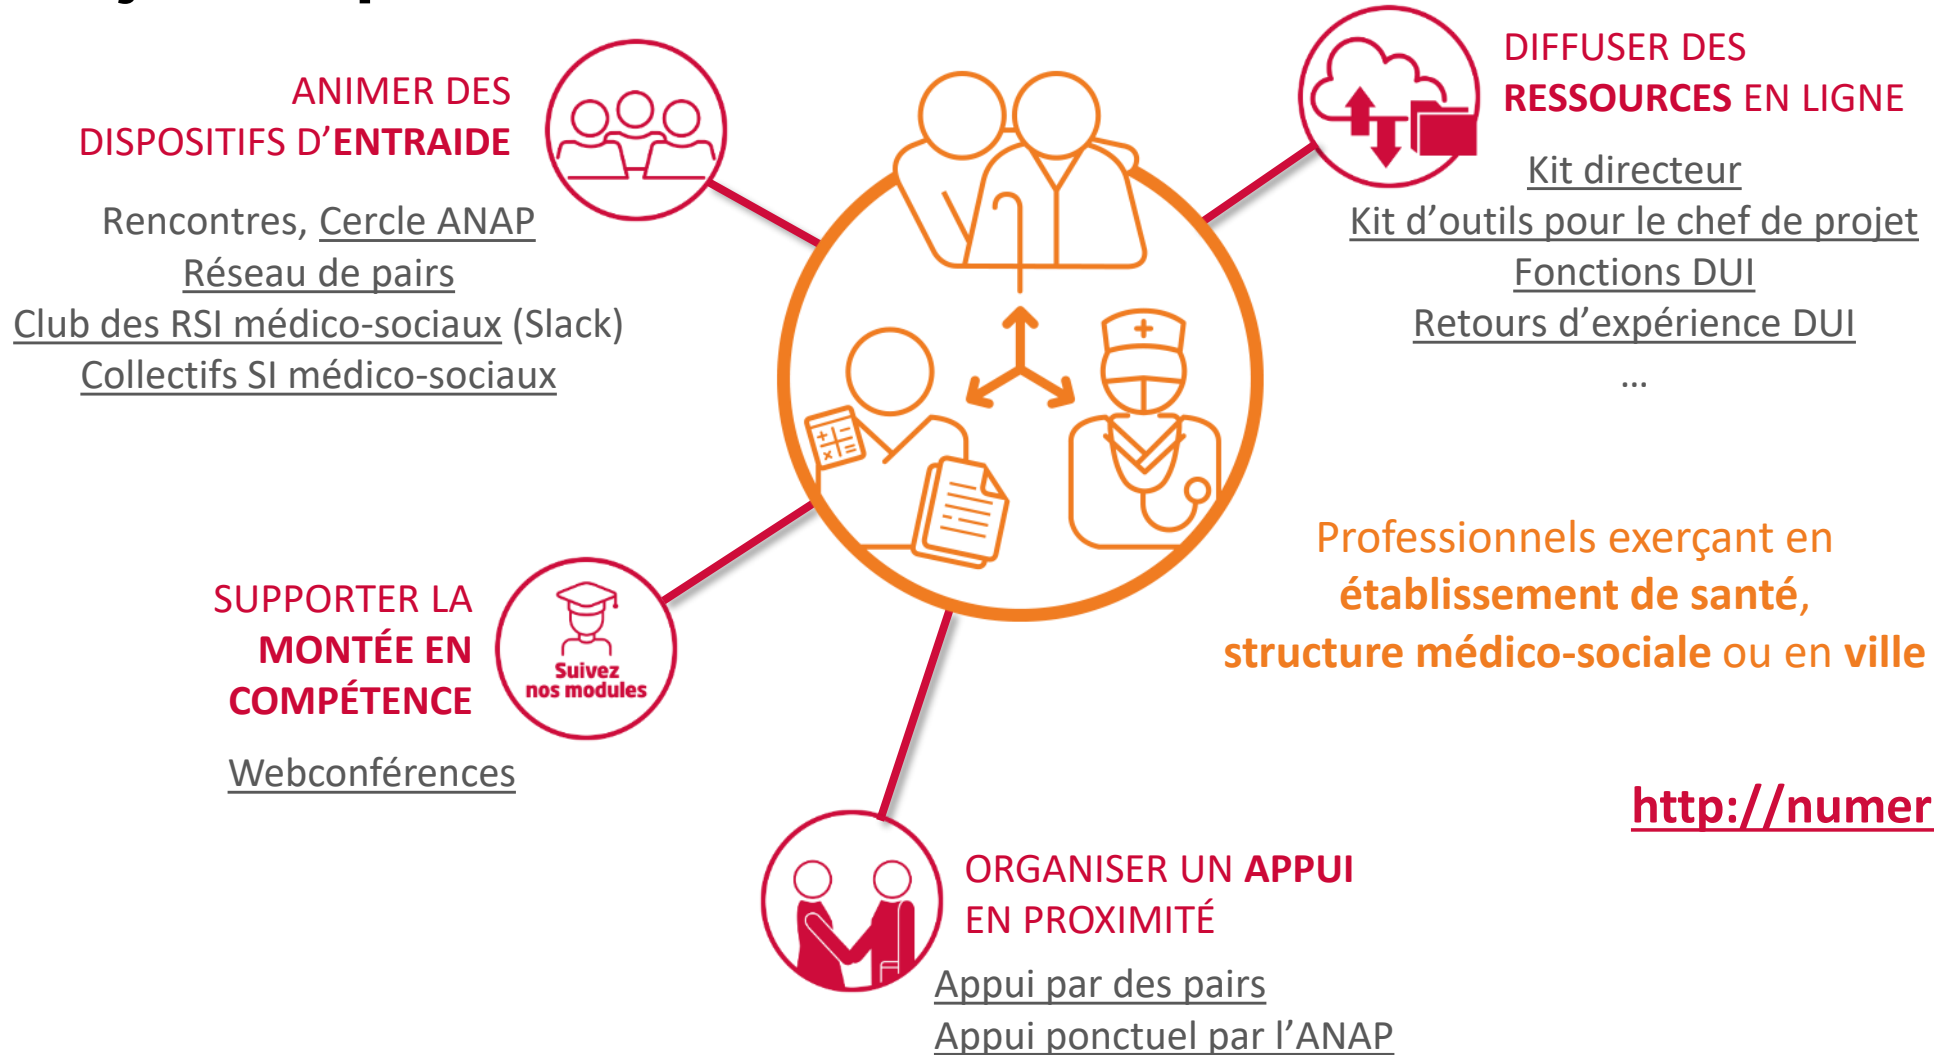 ANIMER DES
DISPOSITIFS D’ENTRAIDE
Rencontres, Cercle ANAP
Réseau de pairs
Club des RSI médico-sociaux (Slack)
Collectifs SI médico-sociaux
DIFFUSER DES
RESSOURCES EN LIGNE
Kit directeur
Kit d’outils pour le chef de projet
Fonctions DUI
Retours d’expérience DUI
...
SUPPORTER LA
MONTÉE EN
COMPÉTENCE
Suivez
nos modules
Webconférences
Professionnels exerçant en
établissement de santé,
structure médico-sociale ou en ville
http://numer
ORGANISER UN APPUI
EN PROXIMITÉ
Appui par des pairs
Appui ponctuel par l’ANAP